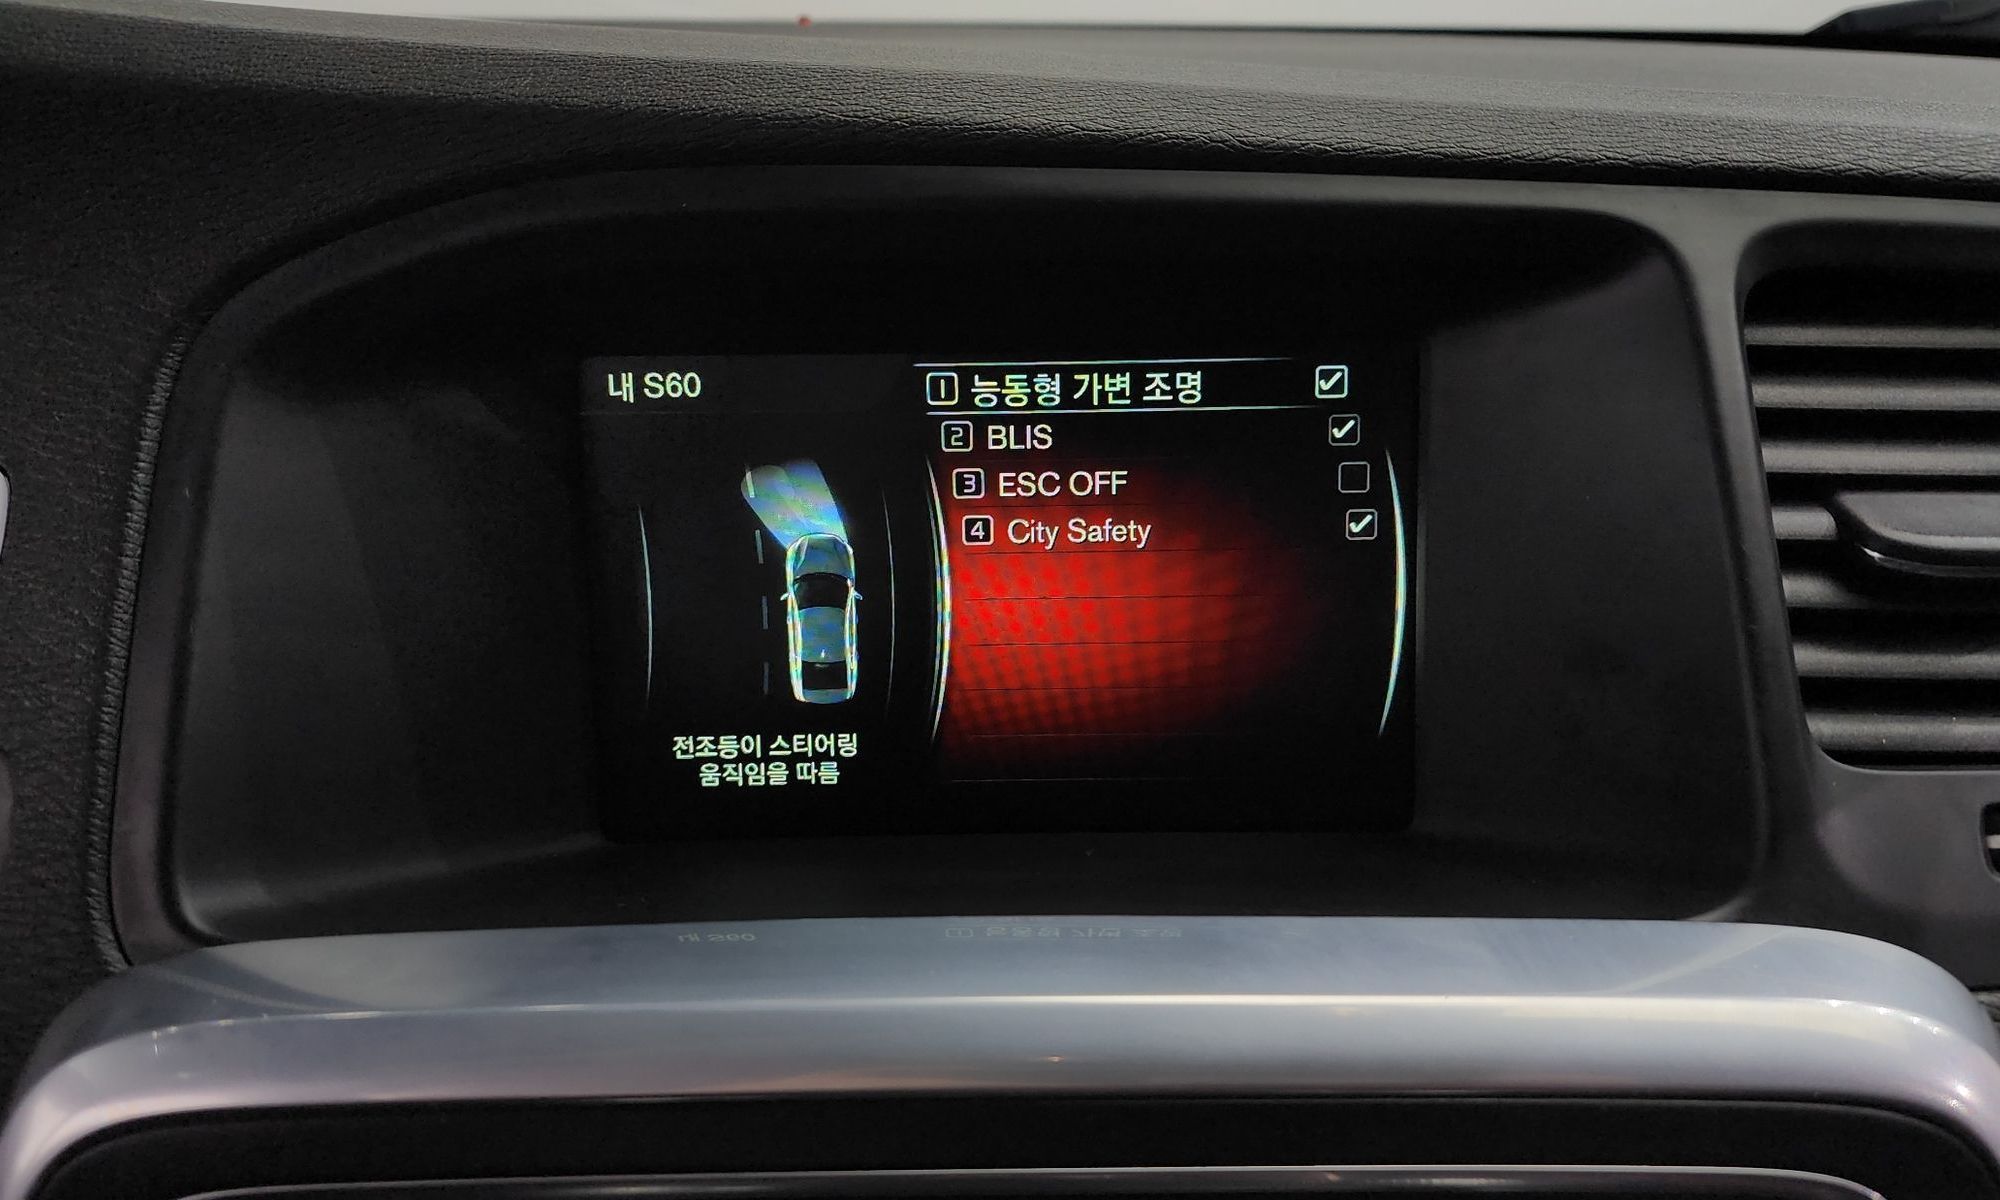 내 S60
1 능동형 가변 조명
2 BLIS
3 ESC OFF
4 City Safety
전조등이 스티어링
움직임을 따름